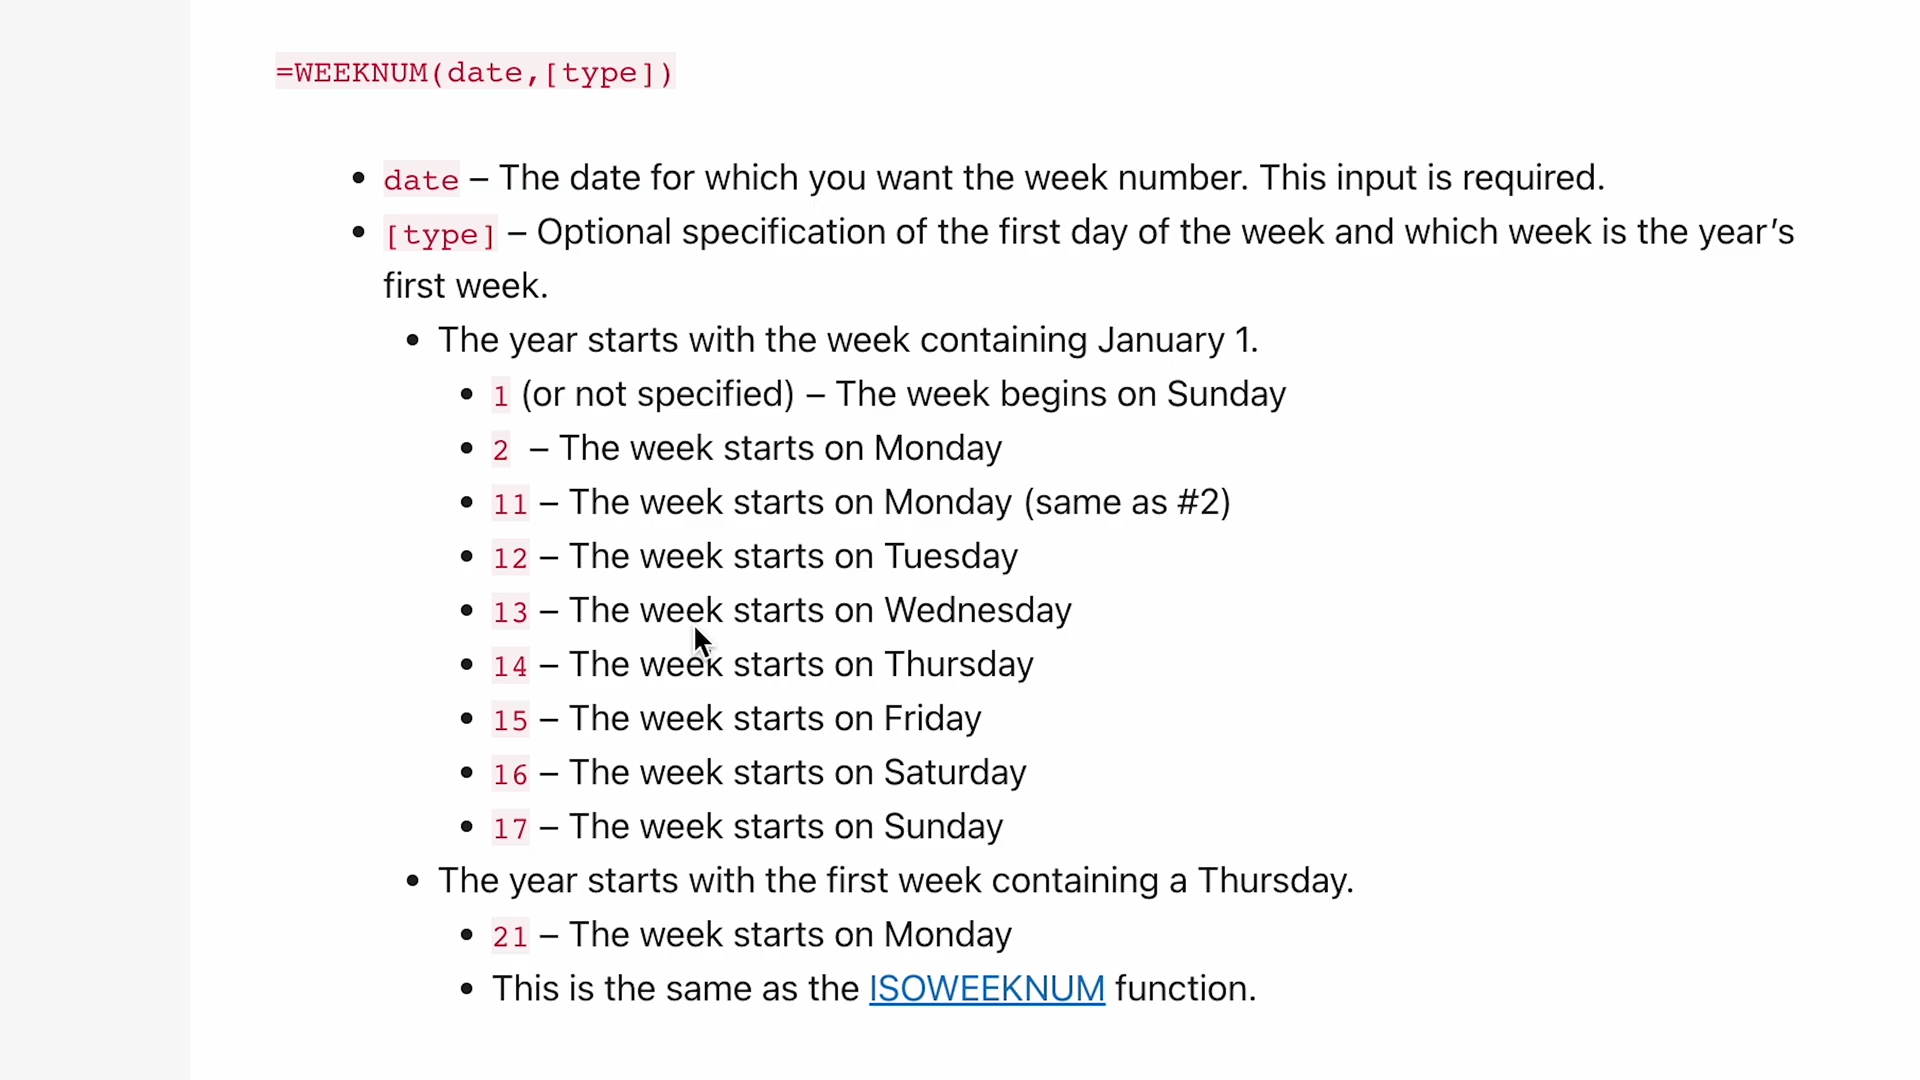 =WEEKNUM(date,[type])
• date – The date for which you want the week number. This input is required.
• [type] – Optional specification of the first day of the week and which week is the year’s
first week.
• The year starts with the week containing January 1.
• 1 (or not specified) – The week begins on Sunday
• 2 – The week starts on Monday
• 11 – The week starts on Monday (same as #2)
• 12 – The week starts on Tuesday
• 13 – The week starts on Wednesday
• 14 – The week starts on Thursday
• 15 – The week starts on Friday
• 16 – The week starts on Saturday
• 17 – The week starts on Sunday
• The year starts with the first week containing a Thursday.
• 21 – The week starts on Monday
• This is the same as the ISOWEEKNUM function.